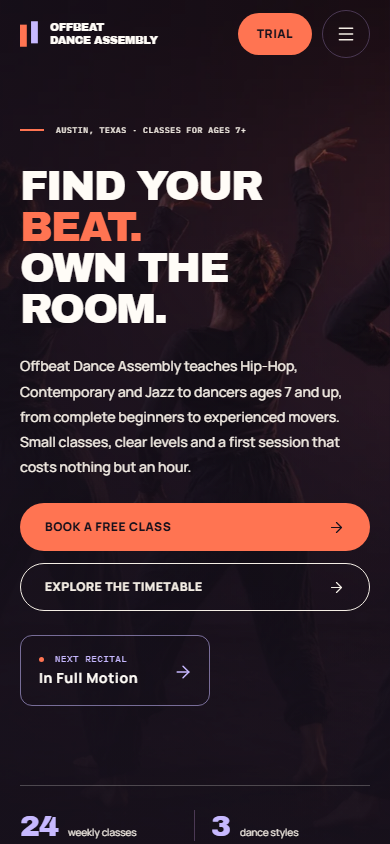 OFFBEAT
DANCE ASSEMBLY
TRIAL
AUSTIN, TEXAS · CLASSES FOR AGES 7+
FIND YOUR
BEAT.
OWN THE
ROOM.
Offbeat Dance Assembly teaches Hip-Hop,
Contemporary and Jazz to dancers ages 7 and up,
from complete beginners to experienced movers.
Small classes, clear levels and a first session that
costs nothing but an hour.
BOOK A FREE CLASS
EXPLORE THE TIMETABLE
NEXT RECITAL
In Full Motion
24 weekly classes
3 dance styles